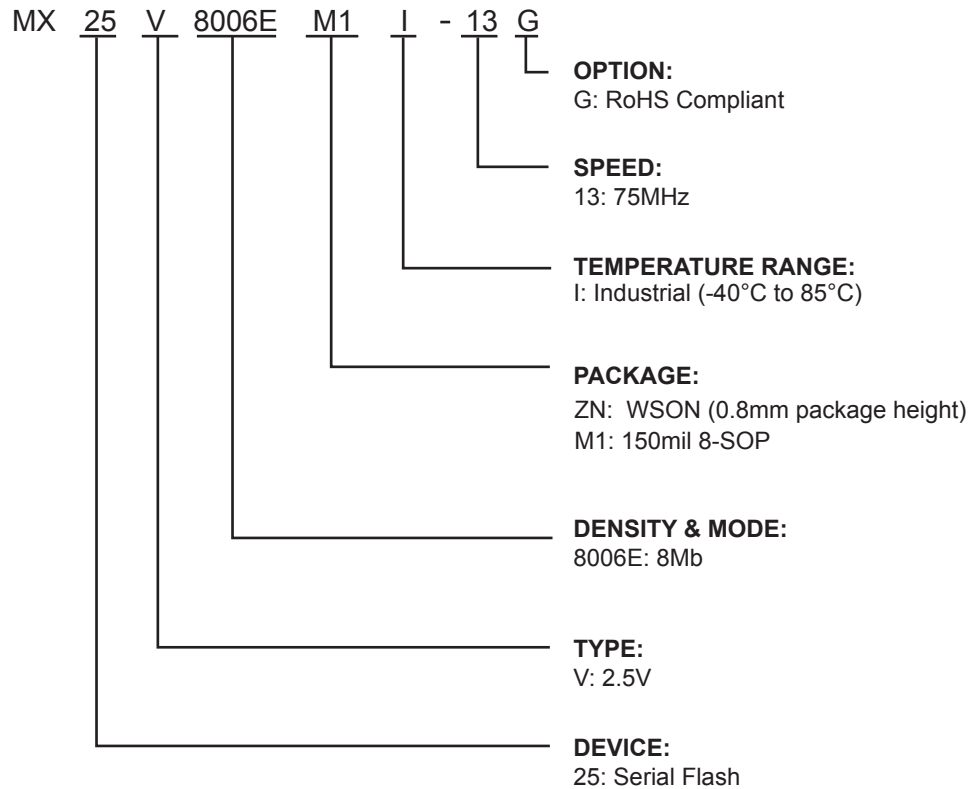 MX 25 V 8006E M1 I - 13 G
OPTION:
G: RoHS Compliant
SPEED:
13: 75MHz
TEMPERATURE RANGE:
I: Industrial (-40°C to 85°C)
PACKAGE:
ZN: WSON (0.8mm package height)
M1: 150mil 8-SOP
DENSITY & MODE:
8006E: 8Mb
TYPE:
V: 2.5V
DEVICE:
25: Serial Flash